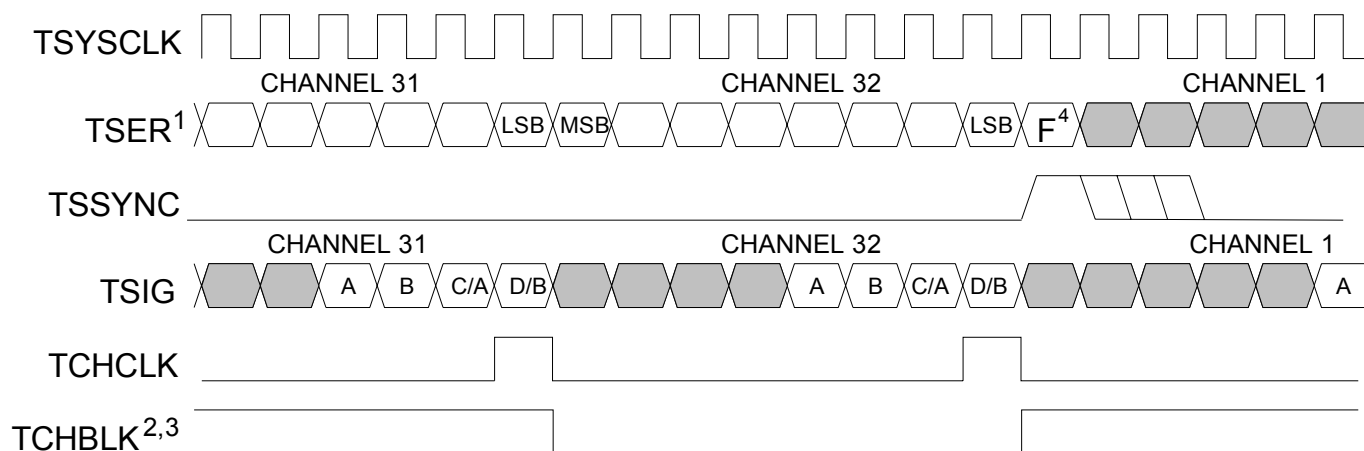 TSYSCLK
CHANNEL 31 CHANNEL 32 CHANNEL 1
TSER¹ LSB MSB LSB F⁴
TSSYNC
CHANNEL 31 CHANNEL 32 CHANNEL 1
TSIG A B C/A D/B A B C/A D/B A
TCHCLK
TCHBLK²,³